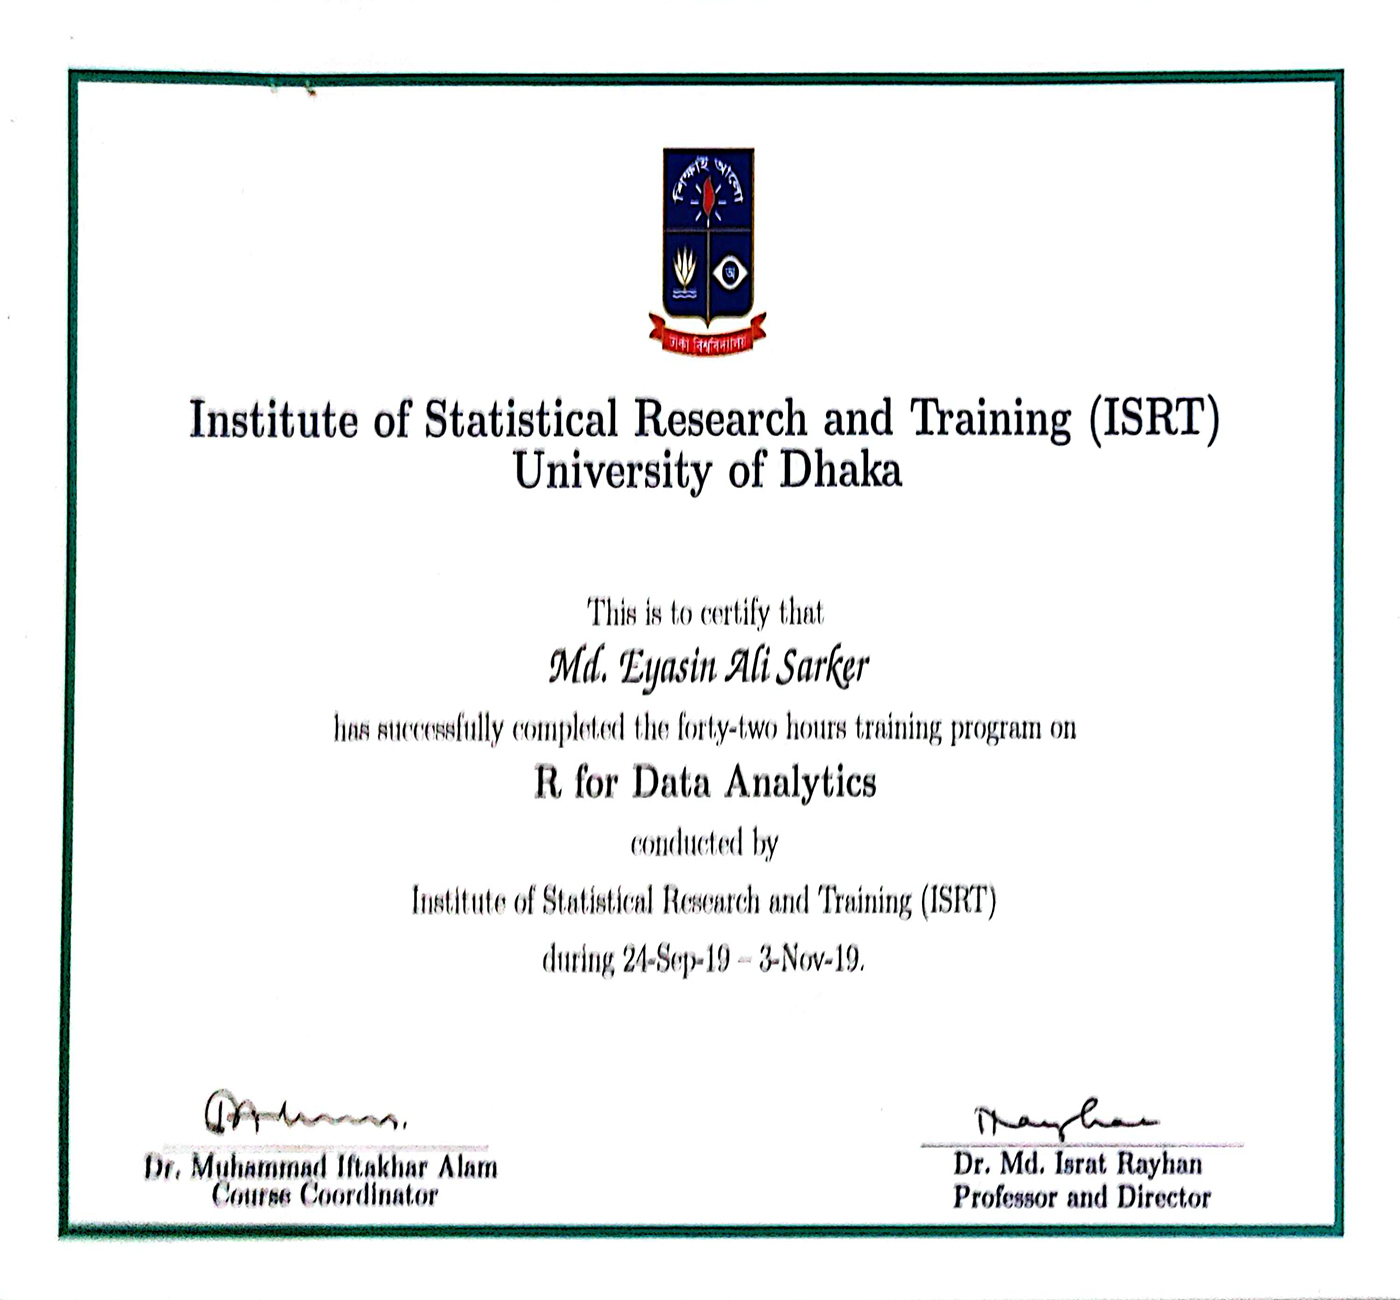 শিক্ষাই আলো
অ
ঢাকা বিশ্ববিদ্যালয়
Institute of Statistical Research and Training (ISRT)
University of Dhaka
This is to certify that
Md. Eyasin Ali Sarker
has successfully completed the forty-two hours training program on
R for Data Analytics
conducted by
Institute of Statistical Research and Training (ISRT)
during 24-Sep-19 – 3-Nov-19.
Dr. Muhammad Iftakhar Alam
Course Coordinator
Dr. Md. Israt Rayhan
Professor and Director